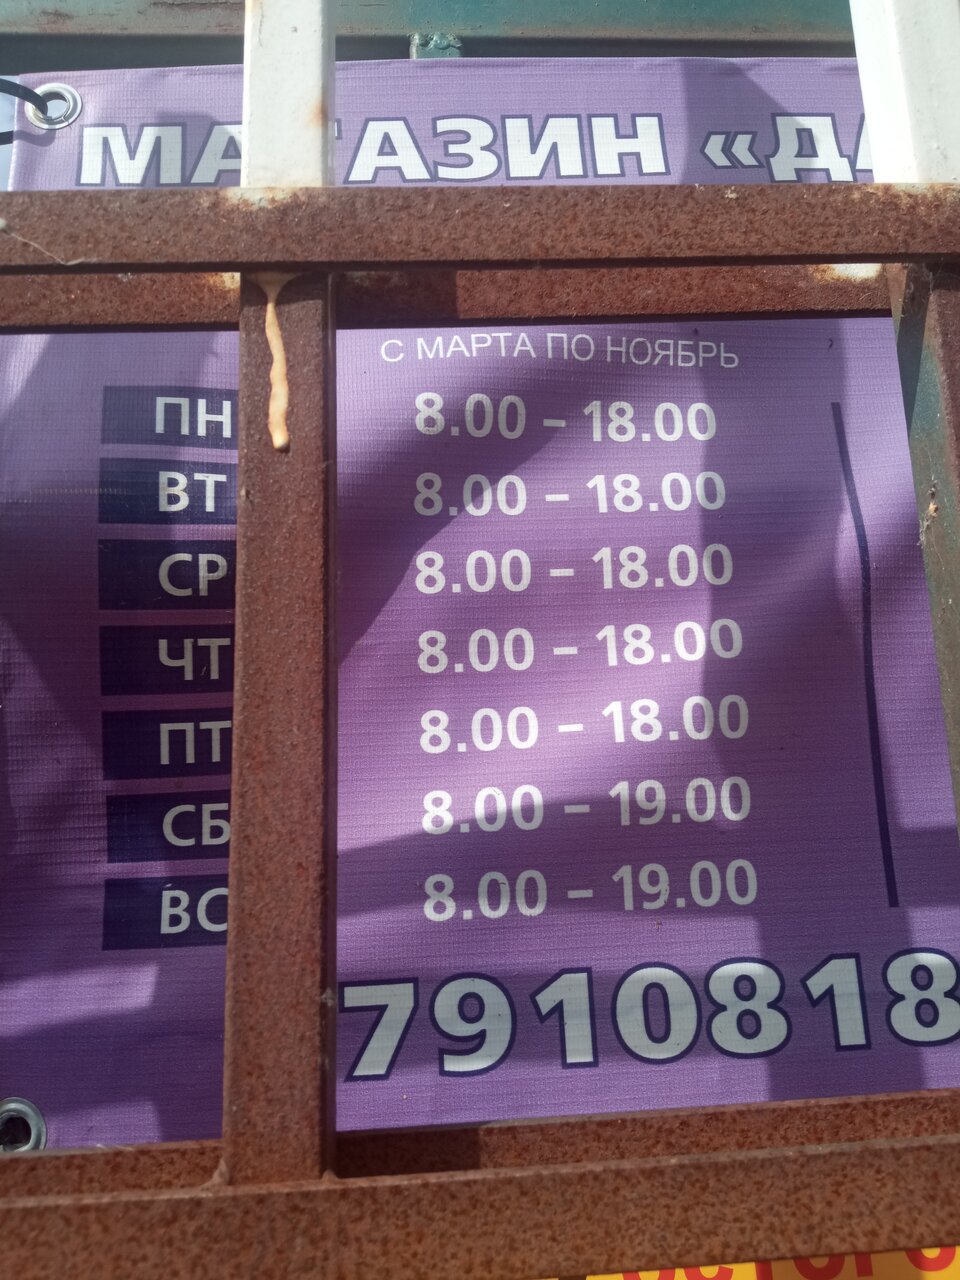 МАГАЗИН «ДА
С МАРТА ПО НОЯБРЬ
ПН 8.00 – 18.00
ВТ 8.00 – 18.00
СР 8.00 – 18.00
ЧТ 8.00 – 18.00
ПТ 8.00 – 18.00
СБ 8.00 – 19.00
ВС 8.00 – 19.00
7910818